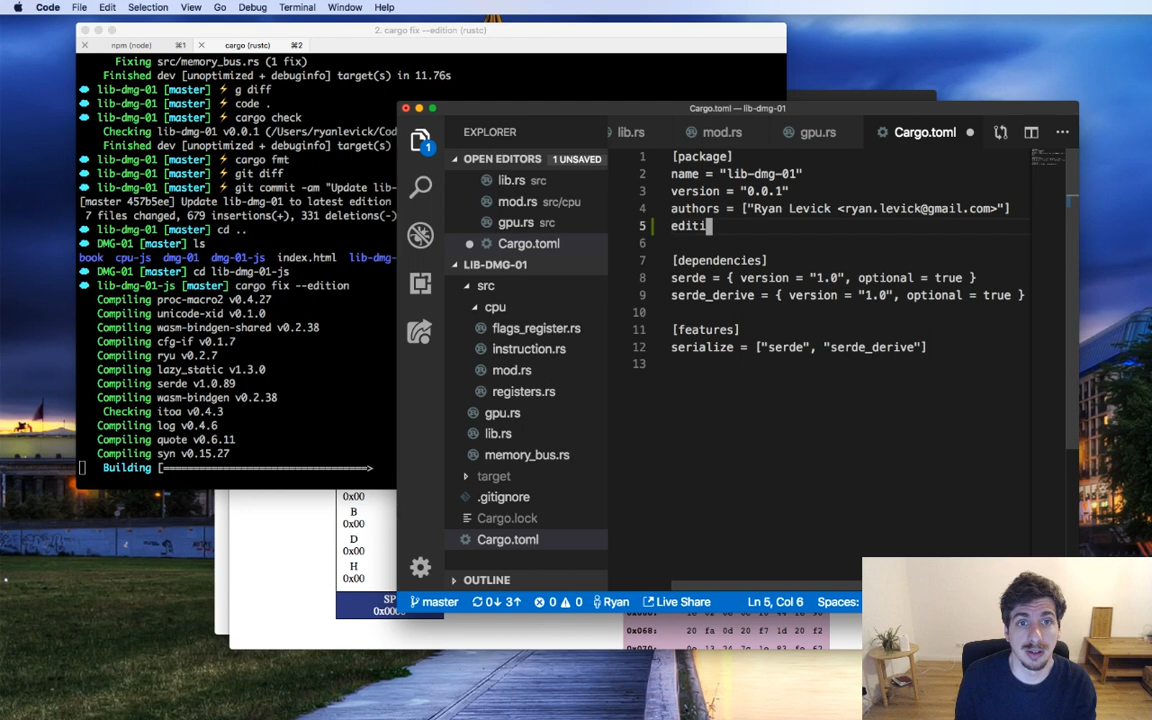 Code File Edit Selection View Go Debug Terminal Window Help
2. cargo fix --edition (rustc)
npm (node) ⌘1 cargo (rustc) ⌘2
Fixing src/memory_bus.rs (1 fix)
Finished dev [unoptimized + debuginfo] target(s) in 11.76s
lib-dmg-01 [master] ⚡ g diff
lib-dmg-01 [master] ⚡ code .
lib-dmg-01 [master] ⚡ cargo check
Checking lib-dmg-01 v0.0.1 (/Users/ryanlevick/Cod
Finished dev [unoptimized + debuginfo] target(s)
lib-dmg-01 [master] ⚡ cargo fmt
lib-dmg-01 [master] ⚡ git diff
lib-dmg-01 [master] ⚡ git commit -am "Update lib-
[master 457b5ee] Update lib-dmg-01 to latest edition
7 files changed, 679 insertions(+), 331 deletions(-)
lib-dmg-01 [master] cd ..
DMG-01 [master] ls
book cpu-js dmg-01 dmg-01-js index.html lib-dmg-
DMG-01 [master] cd lib-dmg-01-js
lib-dmg-01-js [master] cargo fix --edition
Compiling proc-macro2 v0.4.27
Compiling unicode-xid v0.1.0
Compiling wasm-bindgen-shared v0.2.38
Compiling cfg-if v0.1.7
Compiling ryu v0.2.7
Compiling lazy_static v1.3.0
Compiling serde v1.0.89
Compiling wasm-bindgen v0.2.38
Checking itoa v0.4.3
Compiling log v0.4.6
Compiling quote v0.6.11
Compiling syn v0.15.27
Building [====================================>
0x00
B
0x00
D
0x00
H
0x00
SP
Cargo.toml — lib-dmg-01
EXPLORER
OPEN EDITORS 1 UNSAVED
lib.rs src
mod.rs src/cpu
gpu.rs src
Cargo.toml
LIB-DMG-01
src
cpu
flags_register.rs
instruction.rs
mod.rs
registers.rs
gpu.rs
lib.rs
memory_bus.rs
target
.gitignore
Cargo.lock
Cargo.toml
OUTLINE
1
lib.rs mod.rs gpu.rs Cargo.toml
1 [package]
2 name = "lib-dmg-01"
3 version = "0.0.1"
4 authors = ["Ryan Levick <ryan.levick@gmail.com>"]
5 editi
6
7 [dependencies]
8 serde = { version = "1.0", optional = true }
9 serde_derive = { version = "1.0", optional = true }
10
11 [features]
12 serialize = ["serde", "serde_derive"]
13
master 0↓ 3↑ 0 0 Ryan Live Share Ln 5, Col 6 Spaces:
20 fa 0d 20 f7 1d 20 f2